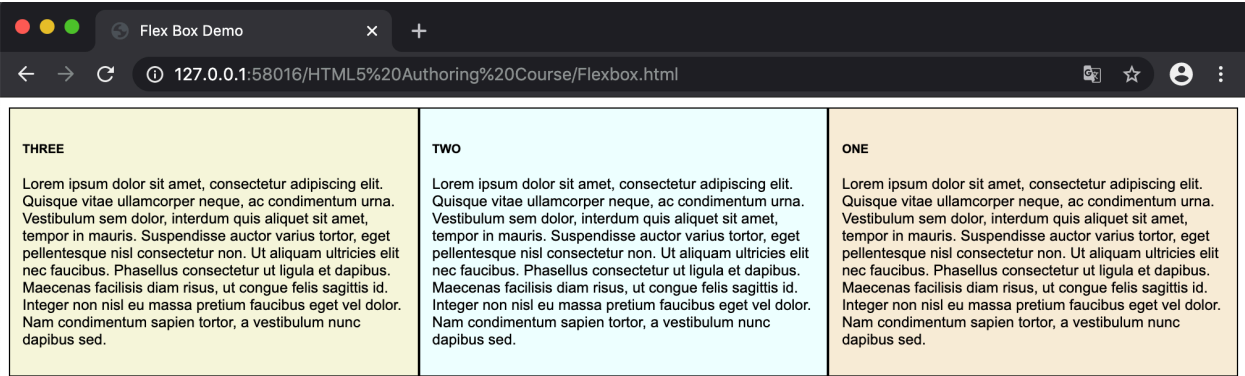 Flex Box Demo
127.0.0.1:58016/HTML5%20Authoring%20Course/Flexbox.html
THREE
Lorem ipsum dolor sit amet, consectetur adipiscing elit.
Quisque vitae ullamcorper neque, ac condimentum urna.
Vestibulum sem dolor, interdum quis aliquet sit amet,
tempor in mauris. Suspendisse auctor varius tortor, eget
pellentesque nisl consectetur non. Ut aliquam ultricies elit
nec faucibus. Phasellus consectetur ut ligula et dapibus.
Maecenas facilisis diam risus, ut congue felis sagittis id.
Integer non nisl eu massa pretium faucibus eget vel dolor.
Nam condimentum sapien tortor, a vestibulum nunc
dapibus sed.
TWO
Lorem ipsum dolor sit amet, consectetur adipiscing elit.
Quisque vitae ullamcorper neque, ac condimentum urna.
Vestibulum sem dolor, interdum quis aliquet sit amet,
tempor in mauris. Suspendisse auctor varius tortor, eget
pellentesque nisl consectetur non. Ut aliquam ultricies elit
nec faucibus. Phasellus consectetur ut ligula et dapibus.
Maecenas facilisis diam risus, ut congue felis sagittis id.
Integer non nisl eu massa pretium faucibus eget vel dolor.
Nam condimentum sapien tortor, a vestibulum nunc
dapibus sed.
ONE
Lorem ipsum dolor sit amet, consectetur adipiscing elit.
Quisque vitae ullamcorper neque, ac condimentum urna.
Vestibulum sem dolor, interdum quis aliquet sit amet,
tempor in mauris. Suspendisse auctor varius tortor, eget
pellentesque nisl consectetur non. Ut aliquam ultricies elit
nec faucibus. Phasellus consectetur ut ligula et dapibus.
Maecenas facilisis diam risus, ut congue felis sagittis id.
Integer non nisl eu massa pretium faucibus eget vel dolor.
Nam condimentum sapien tortor, a vestibulum nunc
dapibus sed.